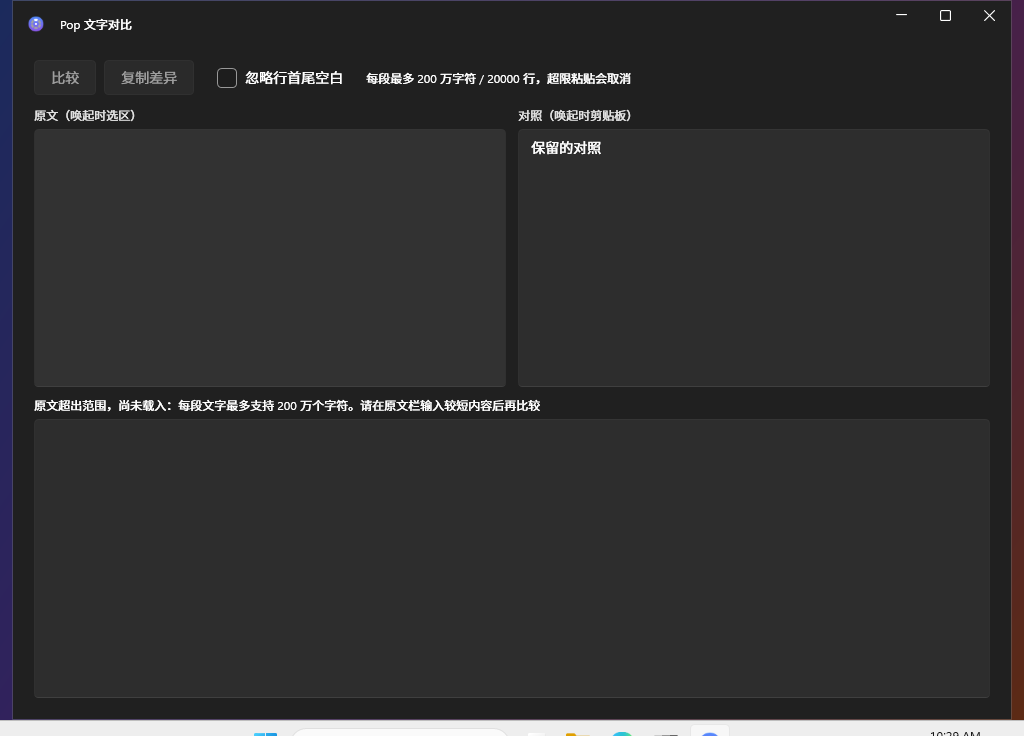 Pop 文字对比
比较
复制差异
忽略行首尾空白
每段最多 200 万字符 / 20000 行，超限粘贴会取消
原文（唤起时选区）
对照（唤起时剪贴板）
保留的对照
原文超出范围，尚未载入：每段文字最多支持 200 万个字符。请在原文栏输入较短内容后再比较
10:29 AM